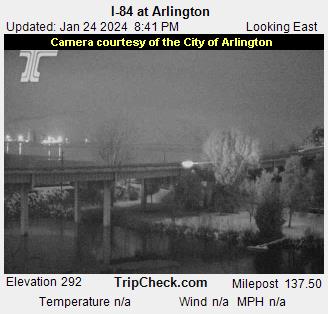 I-84 at Arlington
Updated: Jan 24 2024 8:41 PM Looking East
Camera courtesy of the City of Arlington
Elevation 292 TripCheck.com Milepost 137.50
Temperature n/a Wind n/a MPH n/a